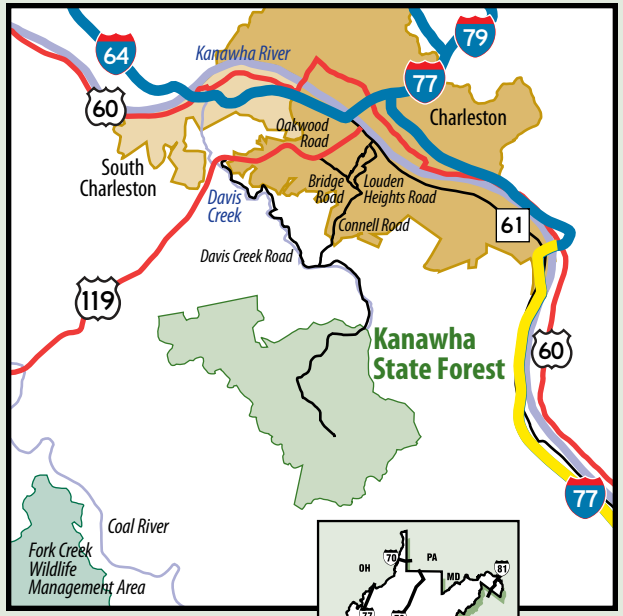 79
64
Kanawha River
77
60
Charleston
Oakwood
Road
South
Charleston
Bridge
Road
Louden
Heights Road
Davis
Creek
Connell Road
61
Davis Creek Road
119
Kanawha
State Forest
60
77
Coal River
Fork Creek
Wildlife
Management Area
70
PA
OH
MD
81
77